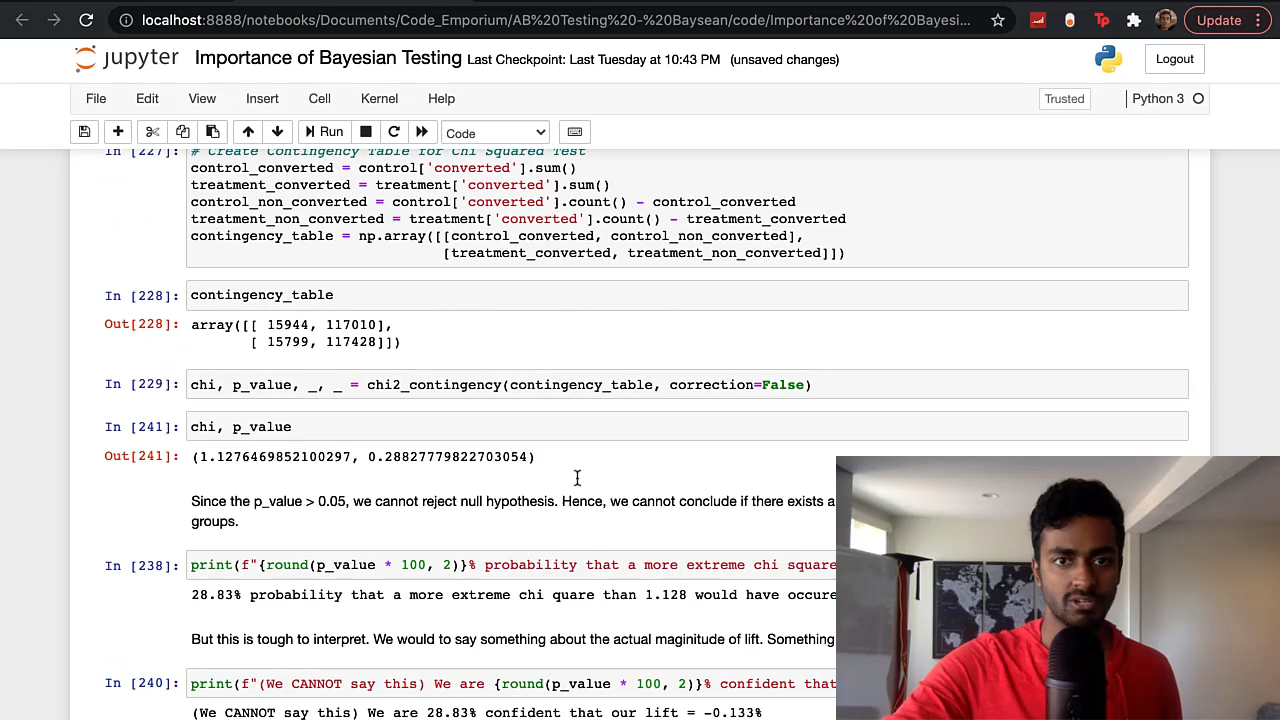 localhost:8888/notebooks/Documents/Code_Emporium/AB%20Testing%20-%20Baysean/code/Importance%20of%20Bayesi...
Tp
Update
jupyter Importance of Bayesian Testing Last Checkpoint: Last Tuesday at 10:43 PM (unsaved changes)
Logout
File Edit View Insert Cell Kernel Help
Trusted
Python 3
Run
Code
In [227]: # Create Contingency Table for Chi Squared Test
control_converted = control['converted'].sum()
treatment_converted = treatment['converted'].sum()
control_non_converted = control['converted'].count() - control_converted
treatment_non_converted = treatment['converted'].count() - treatment_converted
contingency_table = np.array([[control_converted, control_non_converted],
[treatment_converted, treatment_non_converted]])
In [228]: contingency_table
Out[228]: array([[ 15944, 117010],
[ 15799, 117428]])
In [229]: chi, p_value, _, _ = chi2_contingency(contingency_table, correction=False)
In [241]: chi, p_value
Out[241]: (1.1276469852100297, 0.28827779822703054)
Since the p_value > 0.05, we cannot reject null hypothesis. Hence, we cannot conclude if there exists a
groups.
In [238]: print(f"{round(p_value * 100, 2)}% probability that a more extreme chi square
28.83% probability that a more extreme chi quare than 1.128 would have occure
But this is tough to interpret. We would to say something about the actual maginitude of lift. Something
In [240]: print(f"(We CANNOT say this) We are {round(p_value * 100, 2)}% confident that
(We CANNOT say this) We are 28.83% confident that our lift = -0.133%